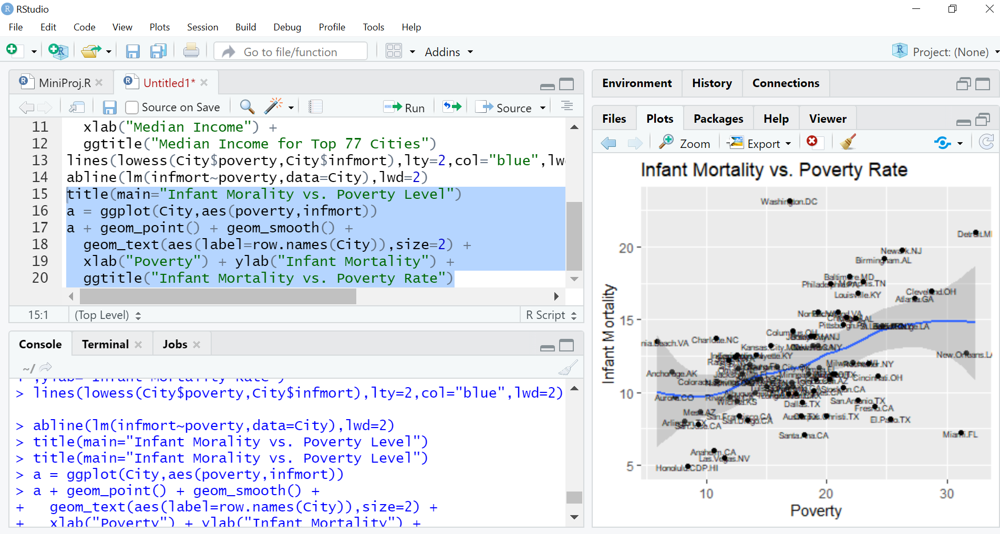 RStudio
File Edit Code View Plots Session Build Debug Profile Tools Help
Go to file/function Addins Project: (None)
MiniProj.R Untitled1*
Source on Save Run Source
11 xlab("Median Income") +
12 ggtitle("Median Income for Top 77 Cities")
13 lines(lowess(City$poverty,City$infmort),lty=2,col="blue",lw
14 abline(lm(infmort~poverty,data=City),lwd=2)
15 title(main="Infant Morality vs. Poverty Level")
16 a = ggplot(City,aes(poverty,infmort))
17 a + geom_point() + geom_smooth() +
18 geom_text(aes(label=row.names(City)),size=2) +
19 xlab("Poverty") + ylab("Infant Mortality") +
20 ggtitle("Infant Mortality vs. Poverty Rate")
15:1 (Top Level) R Script
Console Terminal Jobs
~/
> lines(lowess(City$poverty,City$infmort),lty=2,col="blue",lwd=2)
> abline(lm(infmort~poverty,data=City),lwd=2)
> title(main="Infant Morality vs. Poverty Level")
> title(main="Infant Morality vs. Poverty Level")
> a = ggplot(City,aes(poverty,infmort))
> a + geom_point() + geom_smooth() +
+ geom_text(aes(label=row.names(City)),size=2) +
+ xlab("Poverty") + ylab("Infant Mortality") +
Environment History Connections
Files Plots Packages Help Viewer
Zoom Export
Infant Mortality vs. Poverty Rate
Washington.DC
Detroit.MI
20
Newark.NJ
Birmingham.AL
Baltimore.MD
Memphis.TN
Louisville.KY
Cleveland.OH
Atlanta.GA
15
Charlotte.NC
Kansas.City.M
New.Orleans.LA
Anchorage.AK
Cincinnati.OH
10
Aurora.CO
Wichita.KS
Dallas.TX
San.Antonio.TX
Fresno.CA
Mesa.AZ
San.Francisco.CA
San.Diego.CA
El.Paso.TX
Arlington.TX
San.Jose.CA
Santa.Ana.CA
Miami.FL
Anaheim.CA
Las.Vegas.NV
5
Honolulu.CDP.HI
10 20 30
Poverty
Infant Mortality